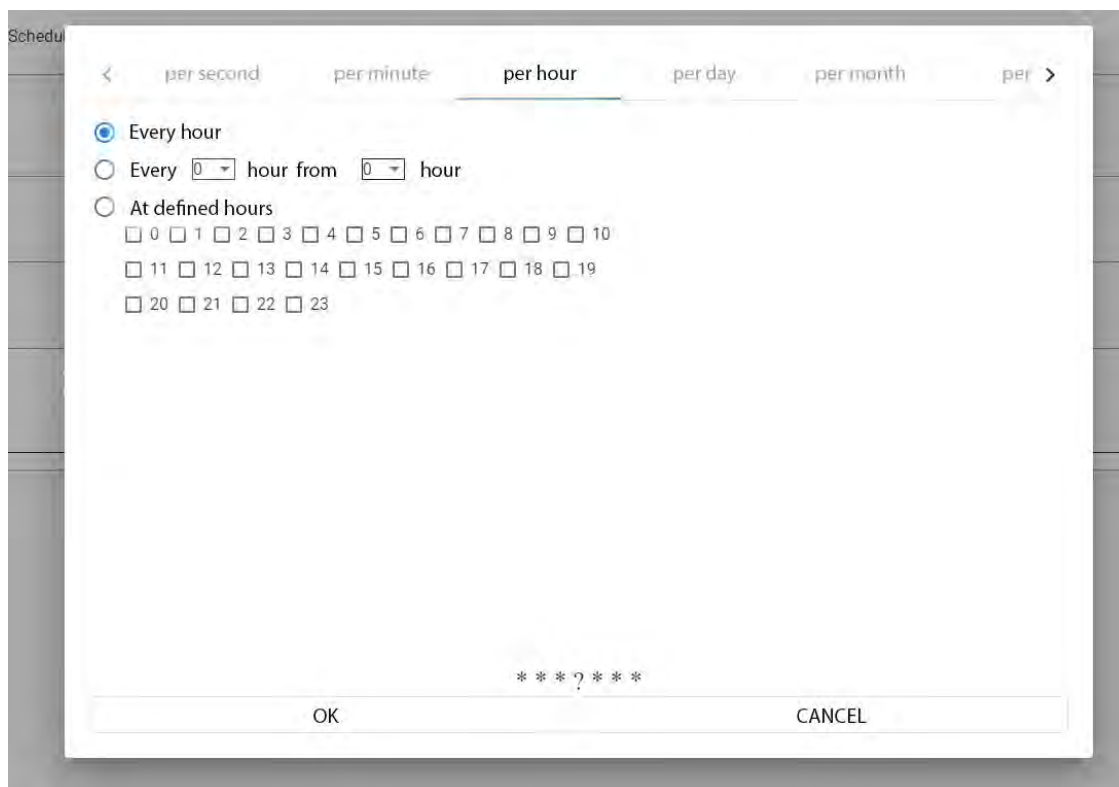 Schedul
< per second per minute per hour per day per month per >
Every hour
Every 0 hour from 0 hour
At defined hours
0 1 2 3 4 5 6 7 8 9 10
11 12 13 14 15 16 17 18 19
20 21 22 23
* * * ? * * *
OK CANCEL